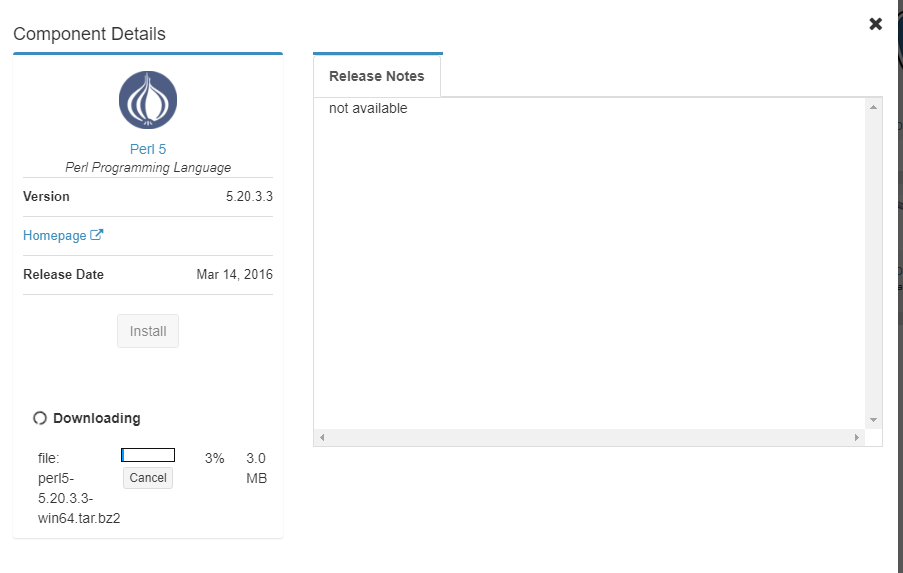 Component Details
Perl 5
Perl Programming Language
Version 5.20.3.3
Homepage
Release Date Mar 14, 2016
Install
Downloading
file: 3% 3.0
perl5- Cancel MB
5.20.3.3-
win64.tar.bz2
Release Notes
not available